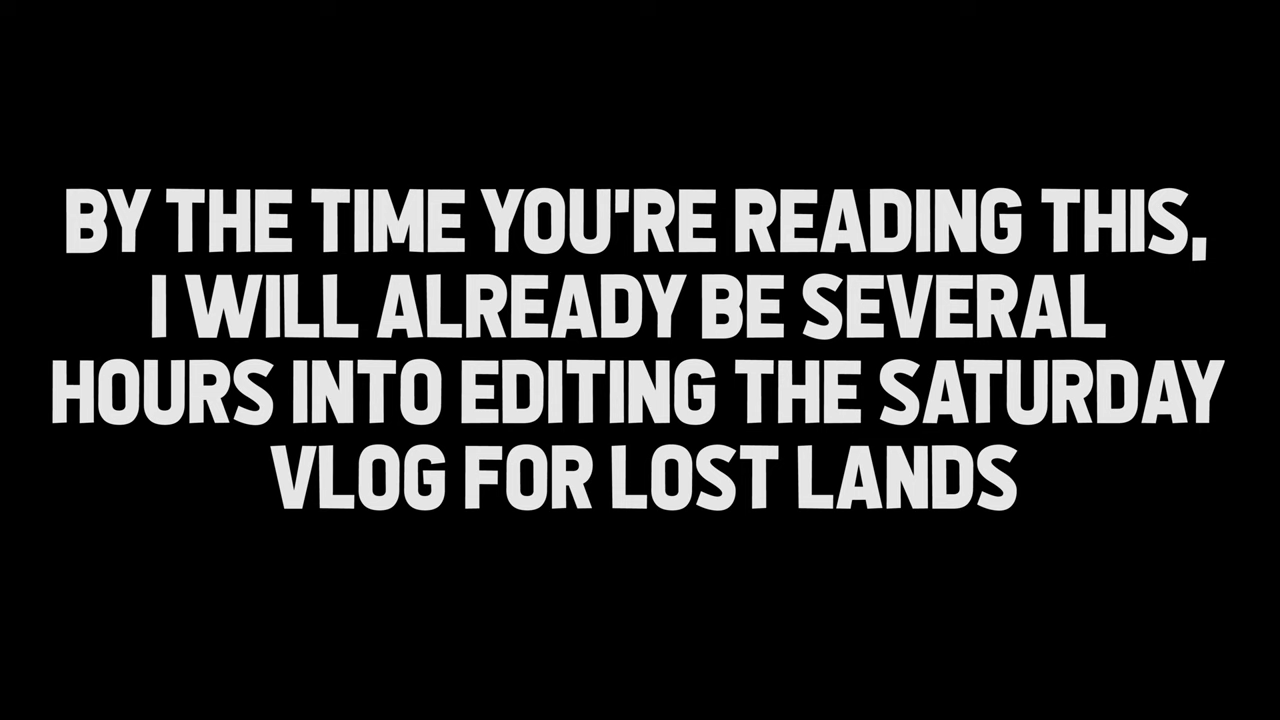 BY THE TIME YOU'RE READING THIS,
I WILL ALREADY BE SEVERAL
HOURS INTO EDITING THE SATURDAY
VLOG FOR LOST LANDS